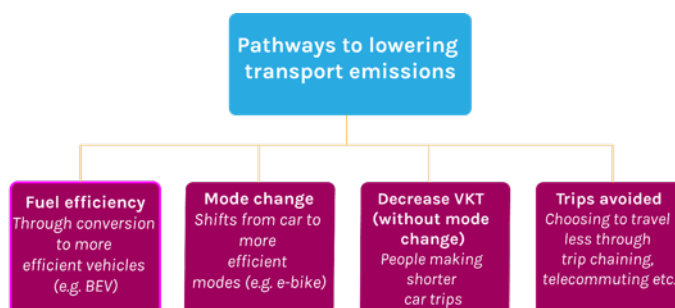 Pathways to lowering
transport emissions
Fuel efficiency
Through conversion
to more
efficient vehicles
(e.g. BEV)
Mode change
Shifts from car to
more
efficient
modes (e.g. e-bike)
Decrease VKT
(without mode
change)
People making
shorter
car trips
Trips avoided
Choosing to travel
less through
trip chaining,
telecommuting etc.